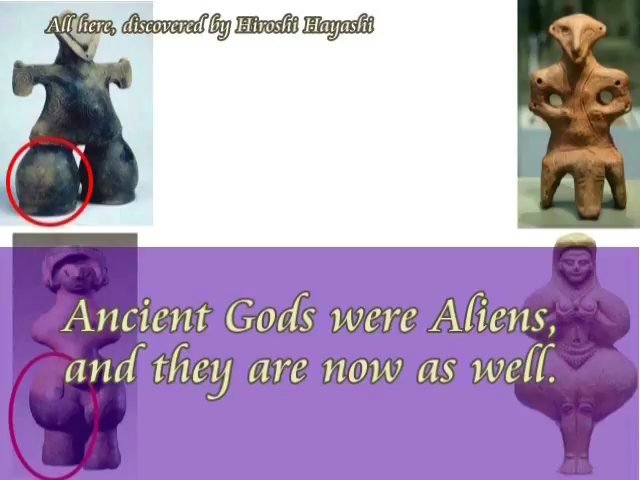 All here, discovered by Hiroshi Hayashi
Ancient Gods were Aliens,
and they are now as well.